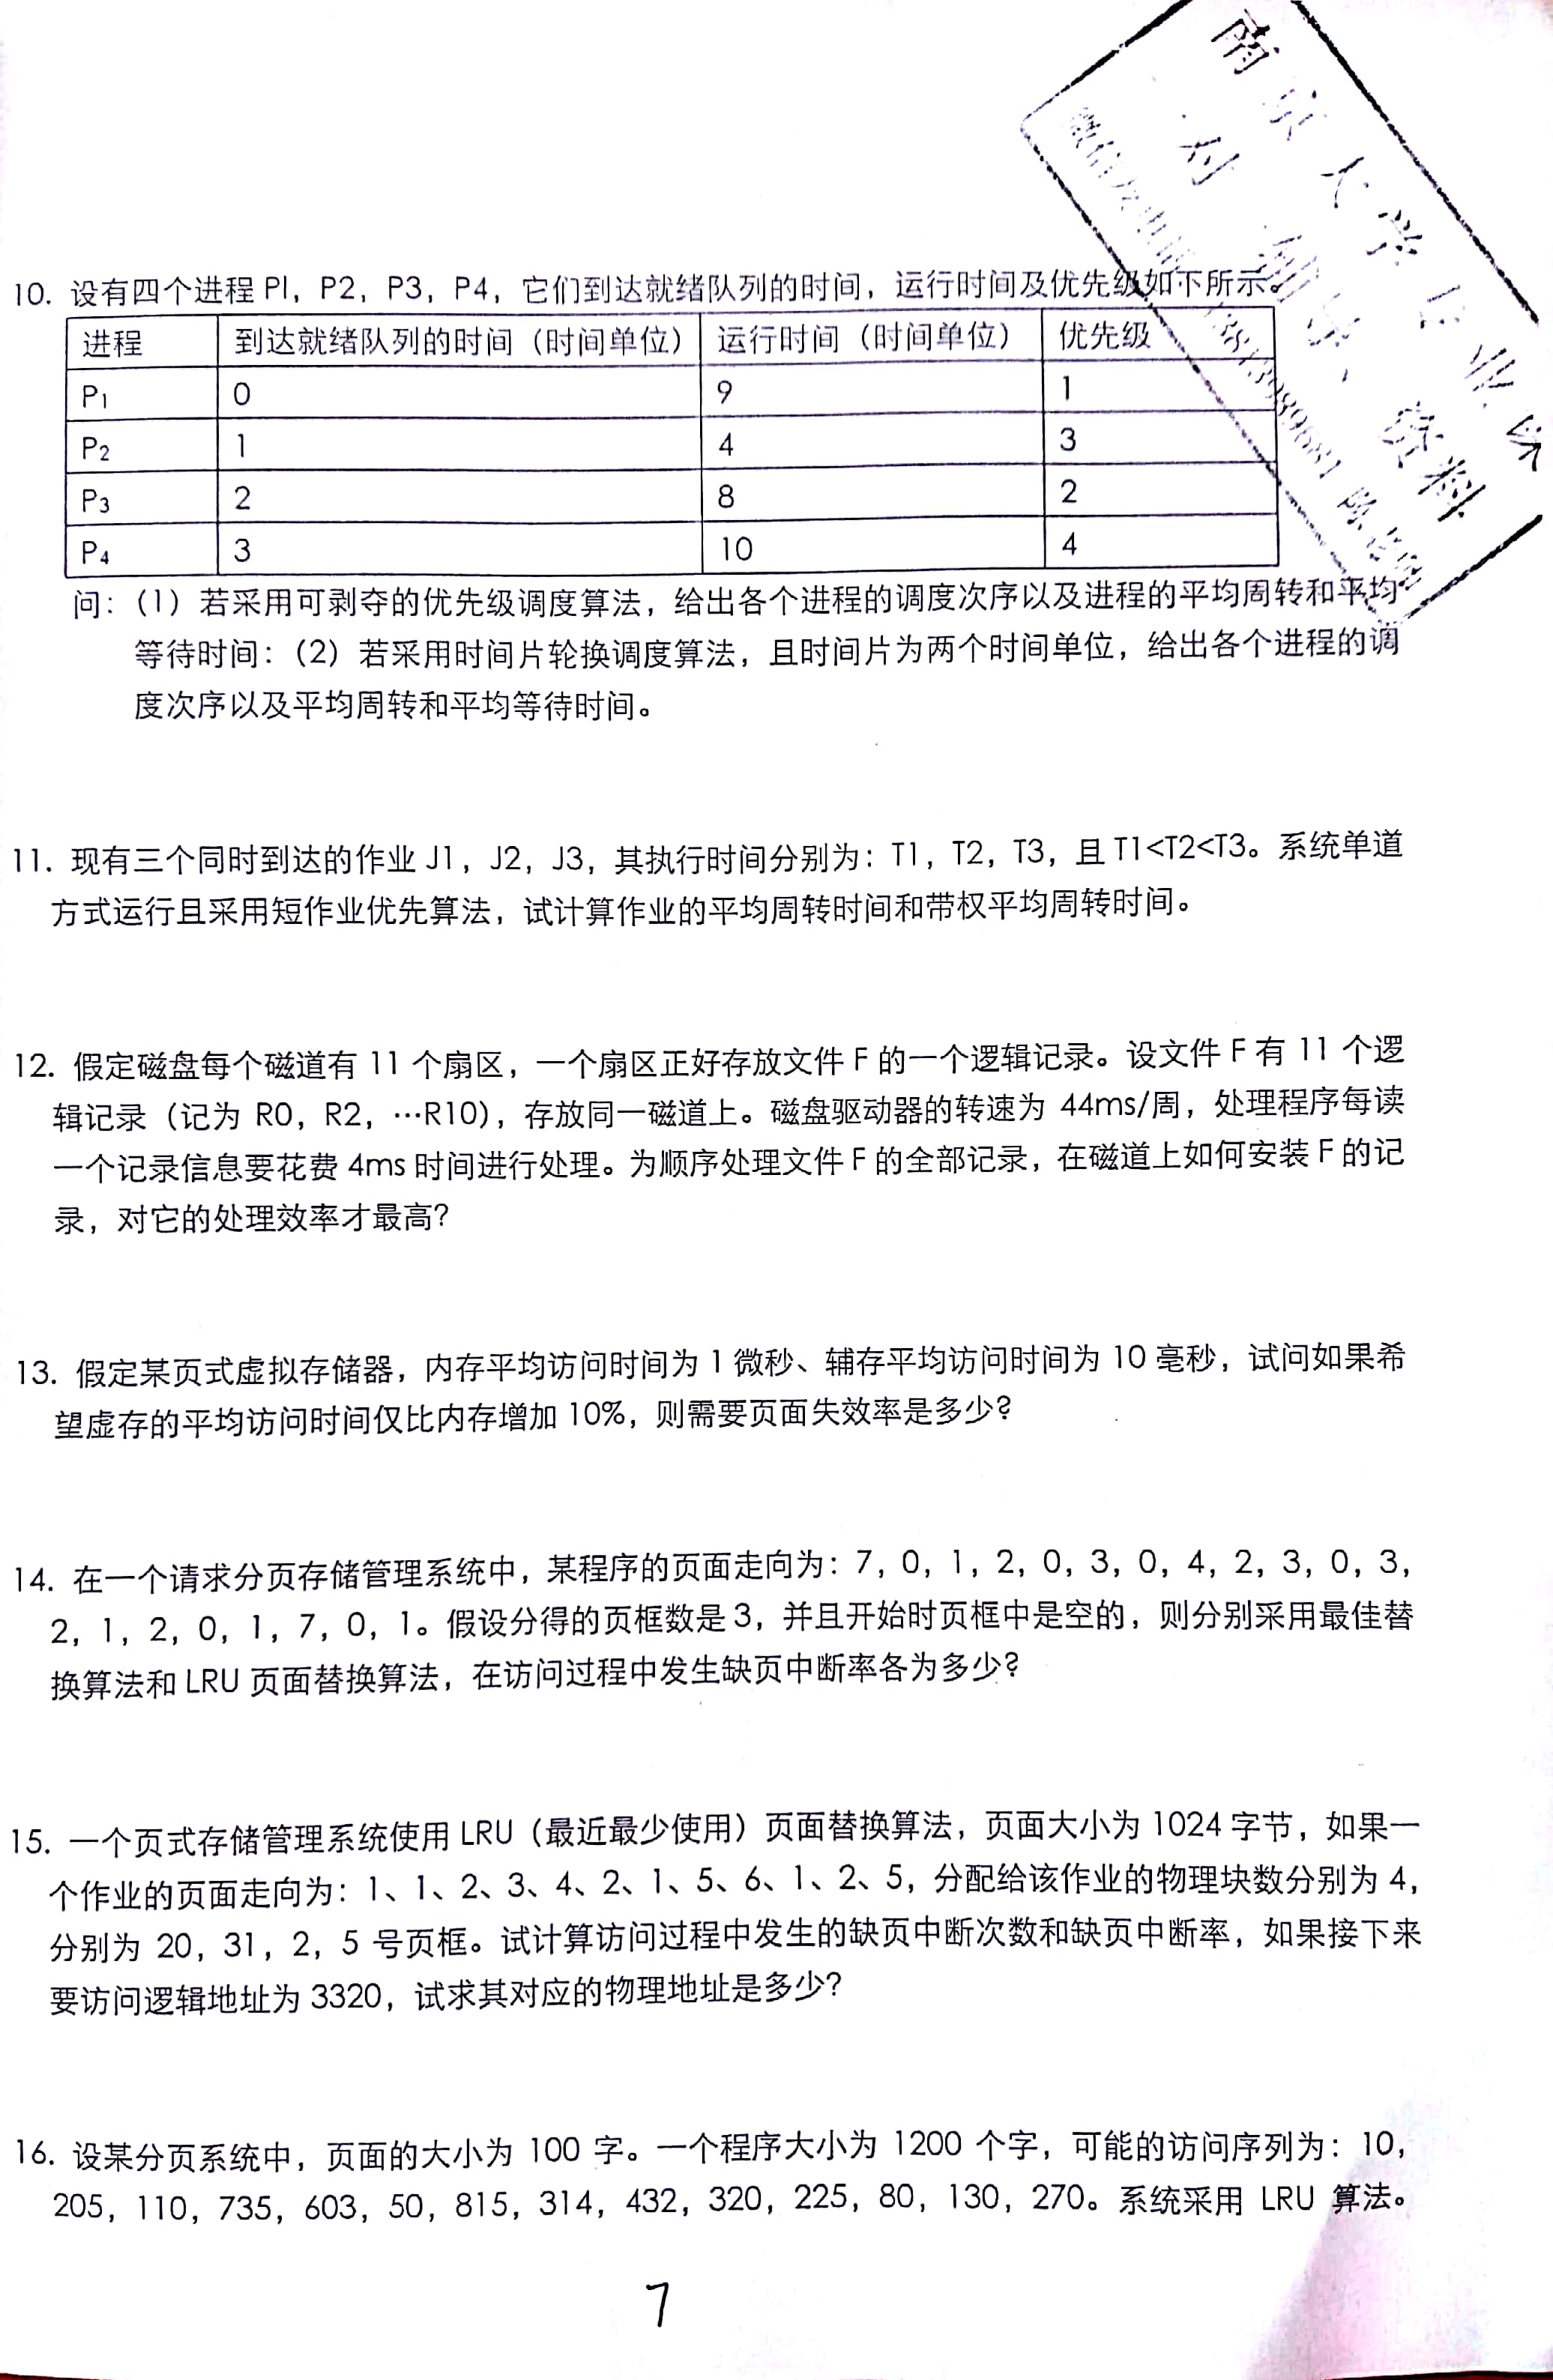 南京大学专业课
对 辅导、资料
10. 设有四个进程 Pl，P2，P3，P4，它们到达就绪队列的时间，运行时间及优先级如下所示。
进程 到达就绪队列的时间（时间单位） 运行时间（时间单位） 优先级
P1 0 9 1
P2 1 4 3
P3 2 8 2
P4 3 10 4
问：（1）若采用可剥夺的优先级调度算法，给出各个进程的调度次序以及进程的平均周转和平均
等待时间：（2）若采用时间片轮换调度算法，且时间片为两个时间单位，给出各个进程的调
度次序以及平均周转和平均等待时间。
11. 现有三个同时到达的作业 J1，J2，J3，其执行时间分别为：T1，T2，T3，且 T1<T2<T3。系统单道
方式运行且采用短作业优先算法，试计算作业的平均周转时间和带权平均周转时间。
12. 假定磁盘每个磁道有 11 个扇区，一个扇区正好存放文件 F 的一个逻辑记录。设文件 F 有 11 个逻
辑记录（记为 R0，R2，…R10），存放同一磁道上。磁盘驱动器的转速为 44ms/周，处理程序每读
一个记录信息要花费 4ms 时间进行处理。为顺序处理文件 F 的全部记录，在磁道上如何安装 F 的记
录，对它的处理效率才最高？
13. 假定某页式虚拟存储器，内存平均访问时间为 1 微秒、辅存平均访问时间为 10 毫秒，试问如果希
望虚存的平均访问时间仅比内存增加 10%，则需要页面失效率是多少？
14. 在一个请求分页存储管理系统中，某程序的页面走向为：7，0，1，2，0，3，0，4，2，3，0，3，
2，1，2，0，1，7，0，1。假设分得的页框数是 3，并且开始时页框中是空的，则分别采用最佳替
换算法和 LRU 页面替换算法，在访问过程中发生缺页中断率各为多少？
15. 一个页式存储管理系统使用 LRU（最近最少使用）页面替换算法，页面大小为 1024 字节，如果一
个作业的页面走向为：1、1、2、3、4、2、1、5、6、1、2、5，分配给该作业的物理块数分别为 4，
分别为 20，31，2，5 号页框。试计算访问过程中发生的缺页中断次数和缺页中断率，如果接下来
要访问逻辑地址为 3320，试求其对应的物理地址是多少？
16. 设某分页系统中，页面的大小为 100 字。一个程序大小为 1200 个字，可能的访问序列为：10，
205，110，735，603，50，815，314，432，320，225，80，130，270。系统采用 LRU 算法。
7